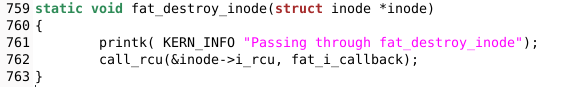 759 static void fat_destroy_inode(struct inode *inode)
760 {
761         printk( KERN_INFO "Passing through fat_destroy_inode");
762         call_rcu(&inode->i_rcu, fat_i_callback);
763 }